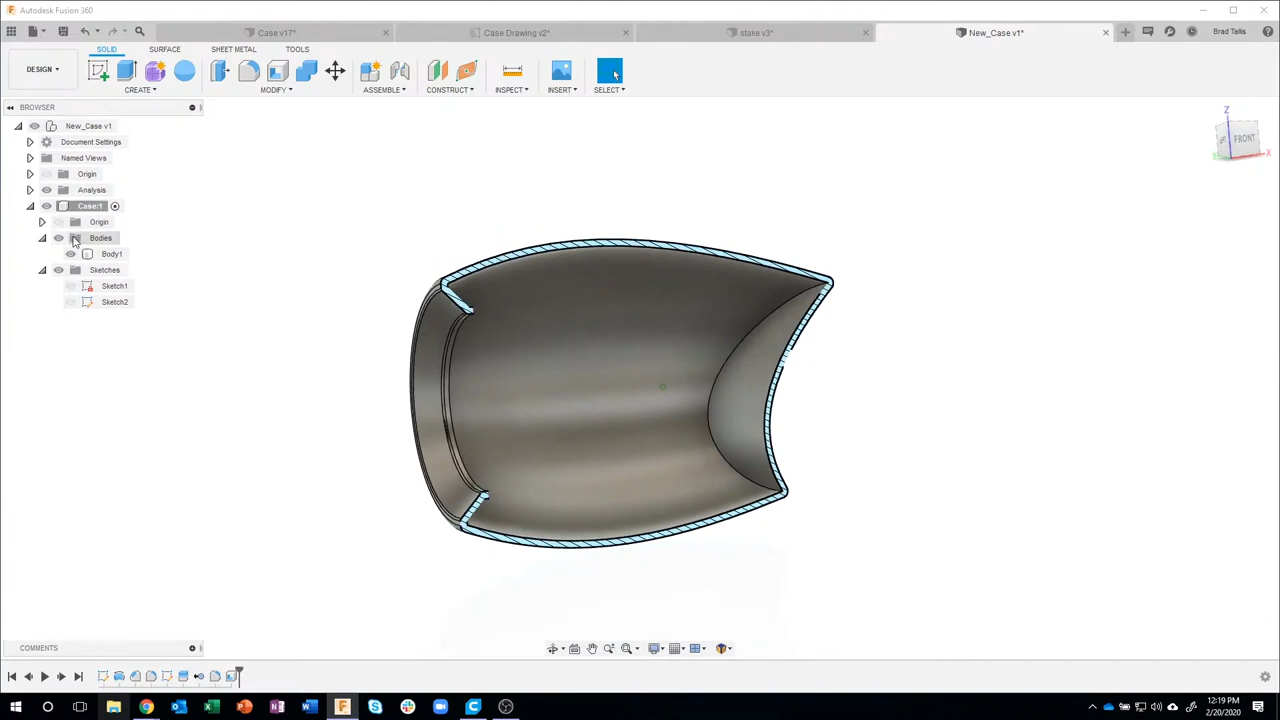 Autodesk Fusion 360
Case v17*
Case Drawing v2*
stake v3*
New_Case v1*
Brad Tallis
DESIGN
SOLID
SURFACE
SHEET METAL
TOOLS
CREATE
MODIFY
ASSEMBLE
CONSTRUCT
INSPECT
INSERT
SELECT
BROWSER
Z
FRONT
X
New_Case v1
Document Settings
Named Views
Origin
Analysis
Case:1
Origin
Bodies
Body1
Sketches
Sketch1
Sketch2
COMMENTS
12:19 PM
2/20/2020